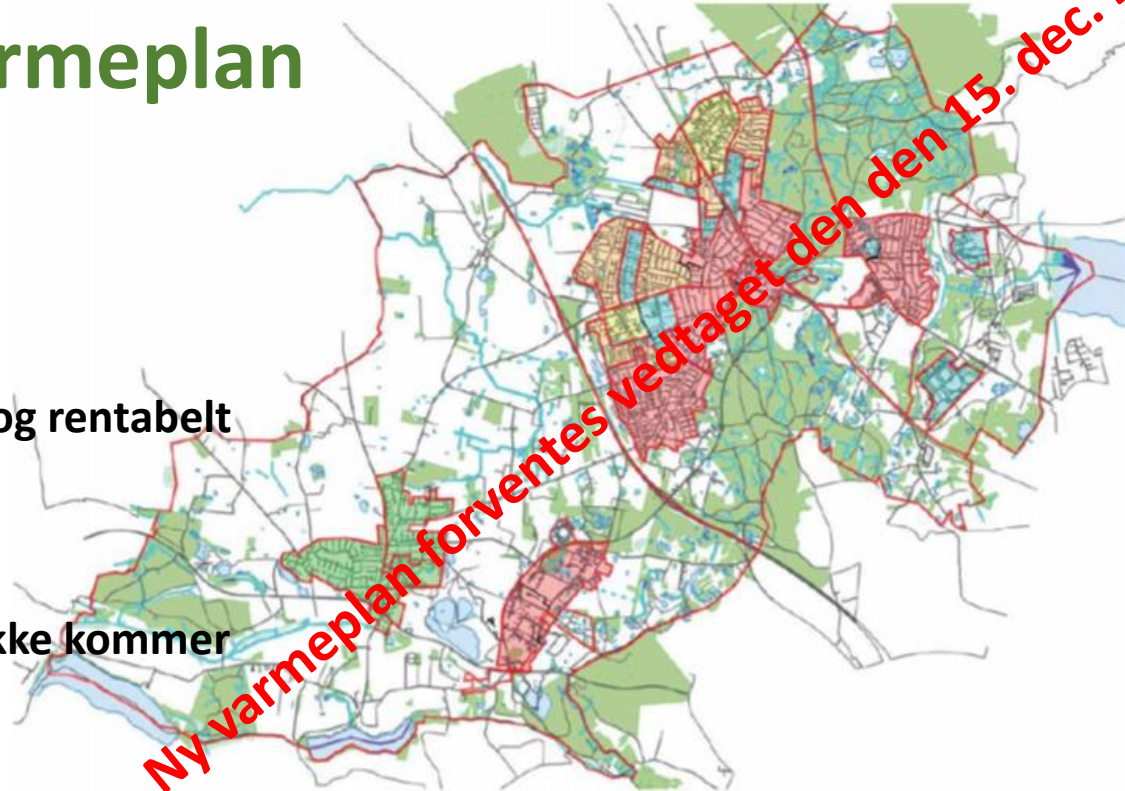 rmeplan
og rentabelt
kke kommer
Ny varmeplan forventes vedtaget den den 15. dec.